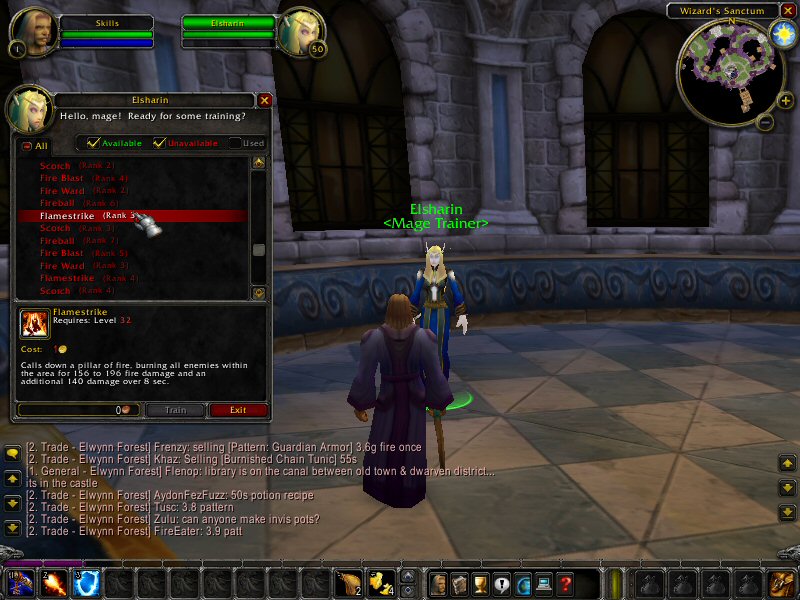 Skills
1
Elsharin
50
Wizard's Sanctum
N
Elsharin
Hello, mage! Ready for some training?
All
Available
Unavailable
Used
Scorch (Rank 2)
Fire Blast (Rank 4)
Fire Ward (Rank 2)
Fireball (Rank 6)
Flamestrike (Rank 3)
Scorch (Rank 3)
Fireball (Rank 7)
Fire Blast (Rank 5)
Fire Ward (Rank 3)
Flamestrike (Rank 4)
Scorch (Rank 4)
Flamestrike
Requires: Level 32
Cost: 1
Calls down a pillar of fire, burning all enemies within
the area for 156 to 196 fire damage and an
additional 140 damage over 8 sec.
0
Train
Exit
Elsharin
<Mage Trainer>
[2. Trade - Elwynn Forest] Frenzy: selling [Pattern: Guardian Armor] 3.6g fire once
[2. Trade - Elwynn Forest] Khaz: Selling [Burnished Chain Tunic] 55s
[1. General - Elwynn Forest] Flenop: library is on the canal between old town & dwarven district...
its in the castle
[2. Trade - Elwynn Forest] AydonFezFuzz: 50s potion recipe
[2. Trade - Elwynn Forest] Tusc: 3.8 pattern
[2. Trade - Elwynn Forest] Zulu: can anyone make invis pots?
[2. Trade - Elwynn Forest] FireEater: 3.9 patt
1
2
3
2
4